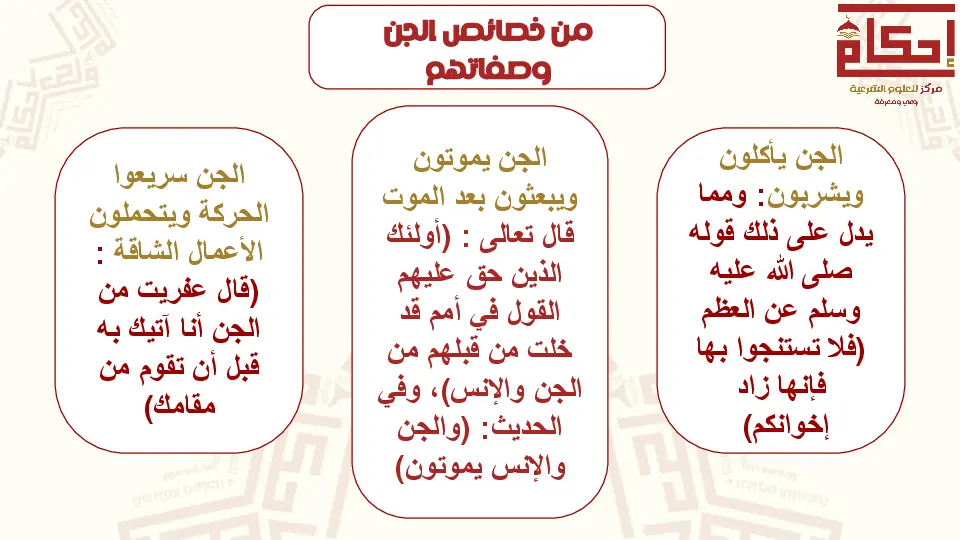 من خصائص الجن
وصفاتهم
إحكام
مركز للعلوم الشرعية
وعي ومعرفة
الجن يأكلون
ويشربون: ومما
يدل على ذلك قوله
صلى الله عليه
وسلم عن العظم
(فلا تستنجوا بها
فإنها زاد
إخوانكم)
الجن يموتون
ويبعثون بعد الموت
قال تعالى : (أولئك
الذين حق عليهم
القول في أمم قد
خلت من قبلهم من
الجن والإنس)، وفي
الحديث: (والجن
والإنس يموتون)
الجن سريعوا
الحركة ويتحملون
الأعمال الشاقة :
(قال عفريت من
الجن أنا آتيك به
قبل أن تقوم من
مقامك)